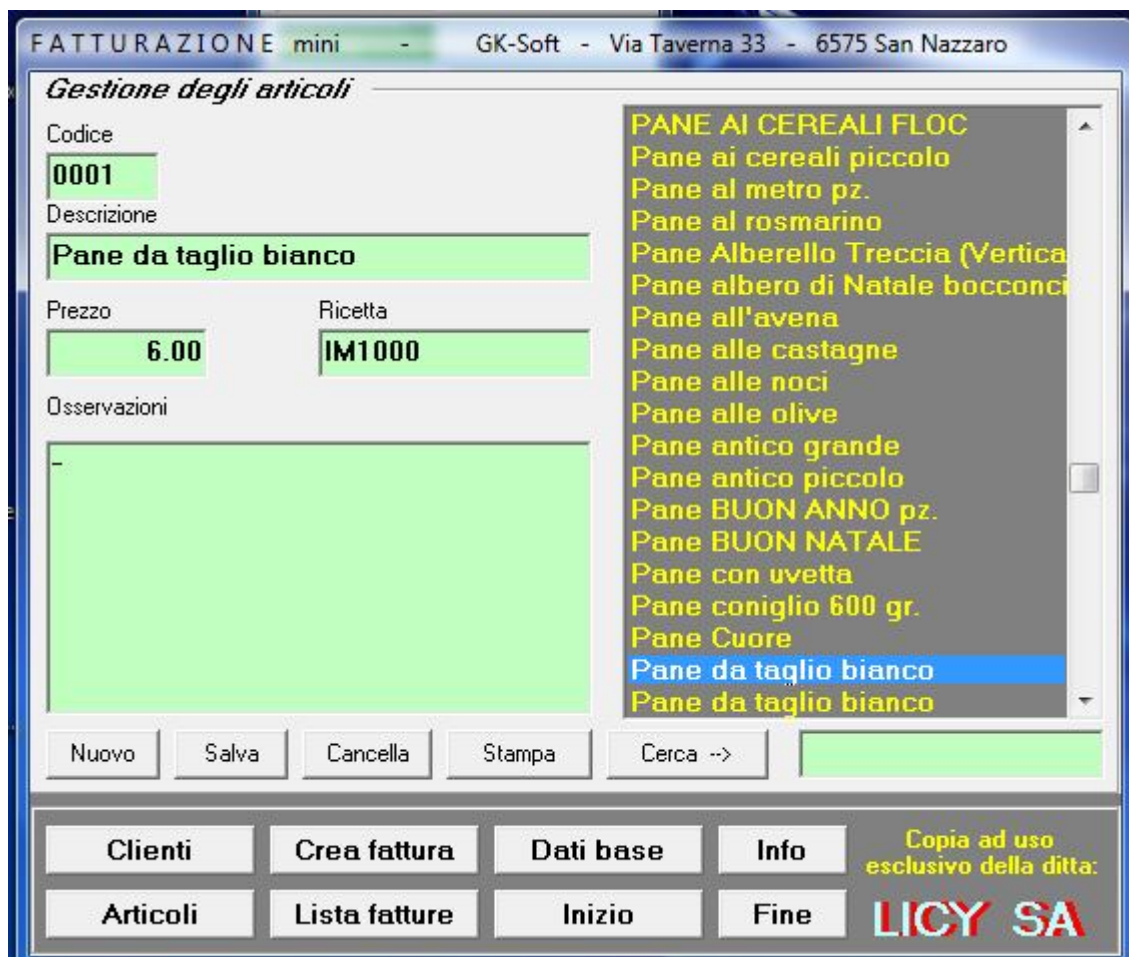 FATTURAZIONE mini - GK-Soft - Via Taverna 33 - 6575 San Nazzaro
Gestione degli articoli
Codice
0001
Descrizione
Pane da taglio bianco
Prezzo
Ricetta
6.00
IM1000
Osservazioni
-
PANE AI CEREALI FLOC
Pane ai cereali piccolo
Pane al metro pz.
Pane al rosmarino
Pane Alberello Treccia (Vertica
Pane albero di Natale bocconci
Pane all'avena
Pane alle castagne
Pane alle noci
Pane alle olive
Pane antico grande
Pane antico piccolo
Pane BUON ANNO pz.
Pane BUON NATALE
Pane con uvetta
Pane coniglio 600 gr.
Pane Cuore
Pane da taglio bianco
Pane da taglio bianco
Nuovo
Salva
Cancella
Stampa
Cerca -->
Clienti
Crea fattura
Dati base
Info
Articoli
Lista fatture
Inizio
Fine
Copia ad uso
esclusivo della ditta:
LICY SA